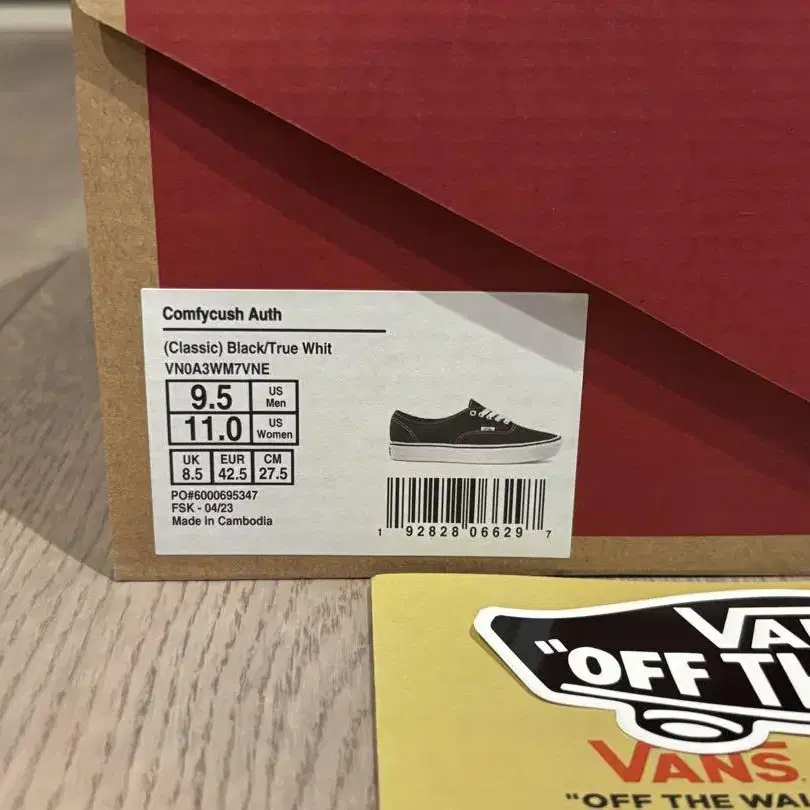 Comfycush Auth
(Classic) Black/True Whit
VN0A3WM7VNE
9.5 US Men
11.0 US Women
UK EUR CM
8.5 42.5 27.5
PO#6000695347
FSK - 04/23
Made in Cambodia
1 92828 06629 7
"OFF
VANS
"OFF THE